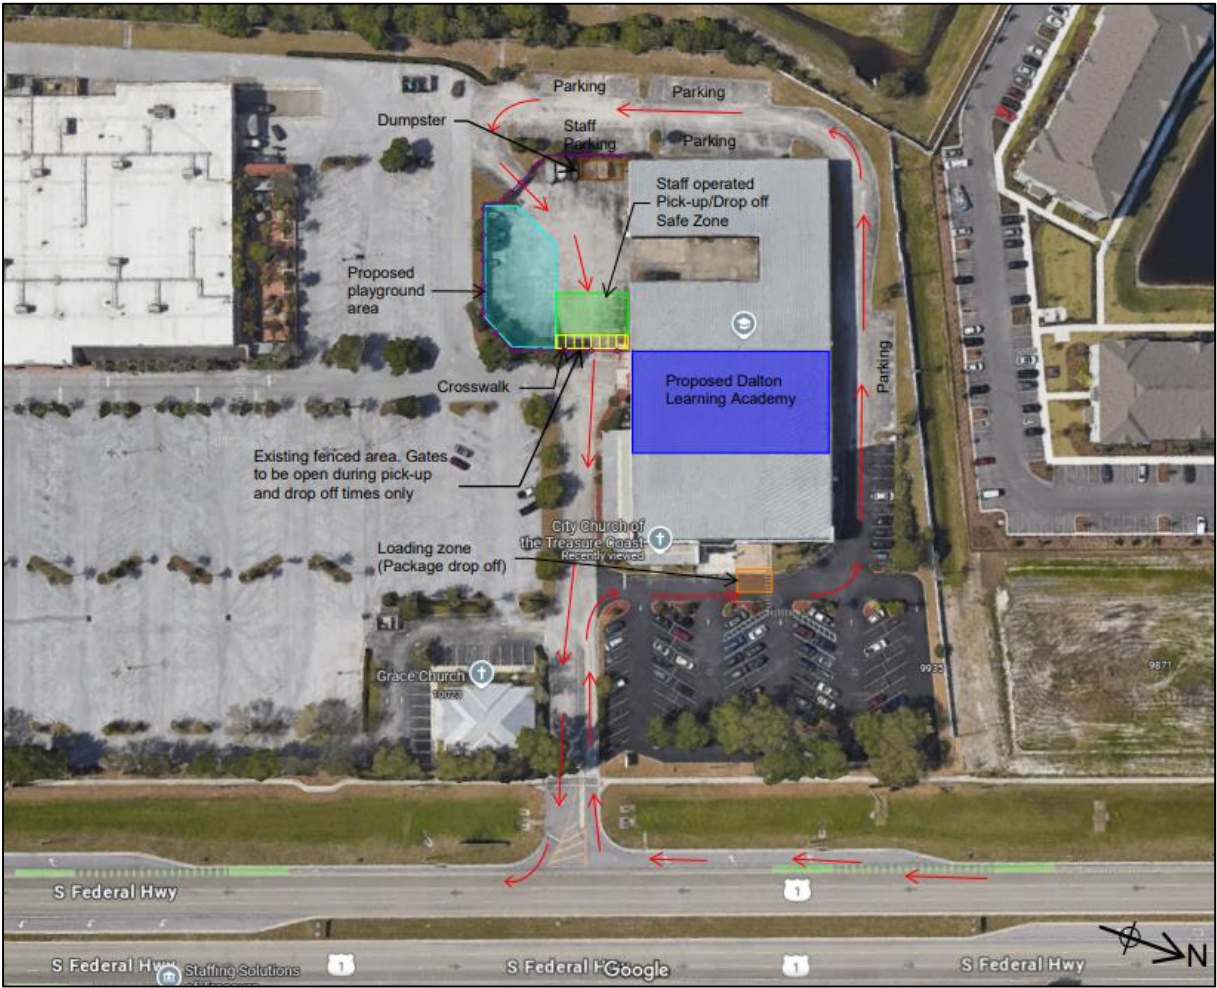 Parking
Parking
Dumpster
Staff
Parking
Parking
Staff operated
Pick-up/Drop off
Safe Zone
Proposed
playground
area
Crosswalk
Proposed Dalton
Learning Academy
Parking
Existing fenced area. Gates
to be open during pick-up
and drop off times only
City Church of
the Treasure Coast
Recently viewed
Loading zone
(Package drop off)
Grace Church
10023
9935
9871
S Federal Hwy
1
S Federal Hwy
Staffing Solutions
1
S Federal Hwy
Google
1
S Federal Hwy
N